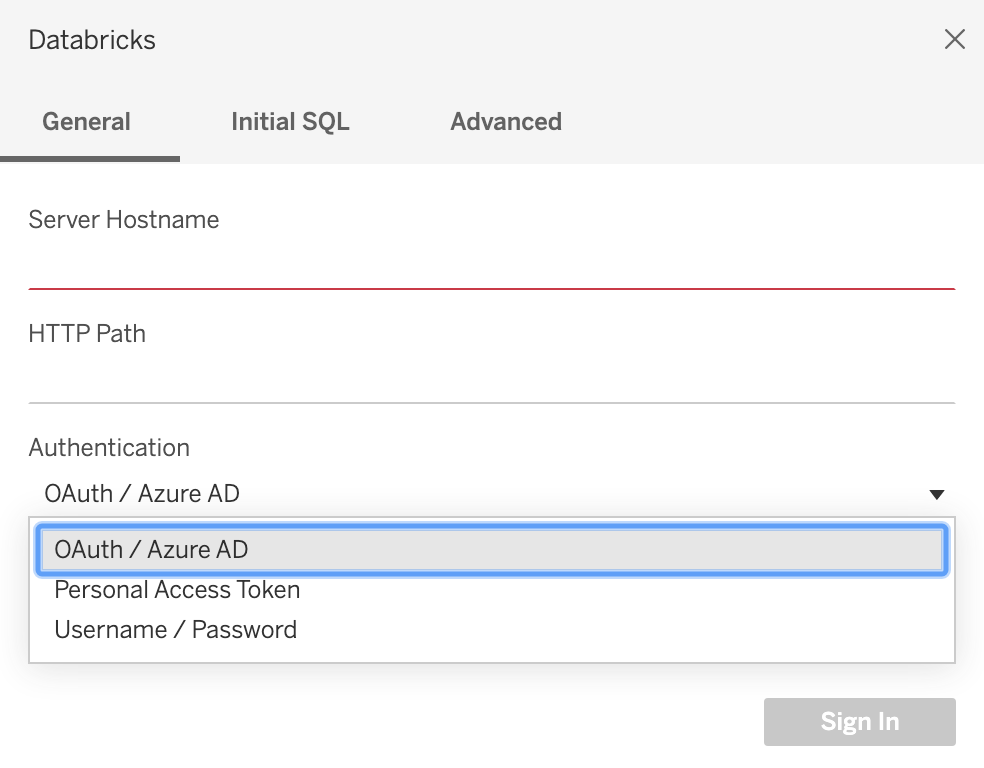 Databricks
General Initial SQL Advanced
Server Hostname
HTTP Path
Authentication
OAuth / Azure AD
OAuth / Azure AD
Personal Access Token
Username / Password
Sign In